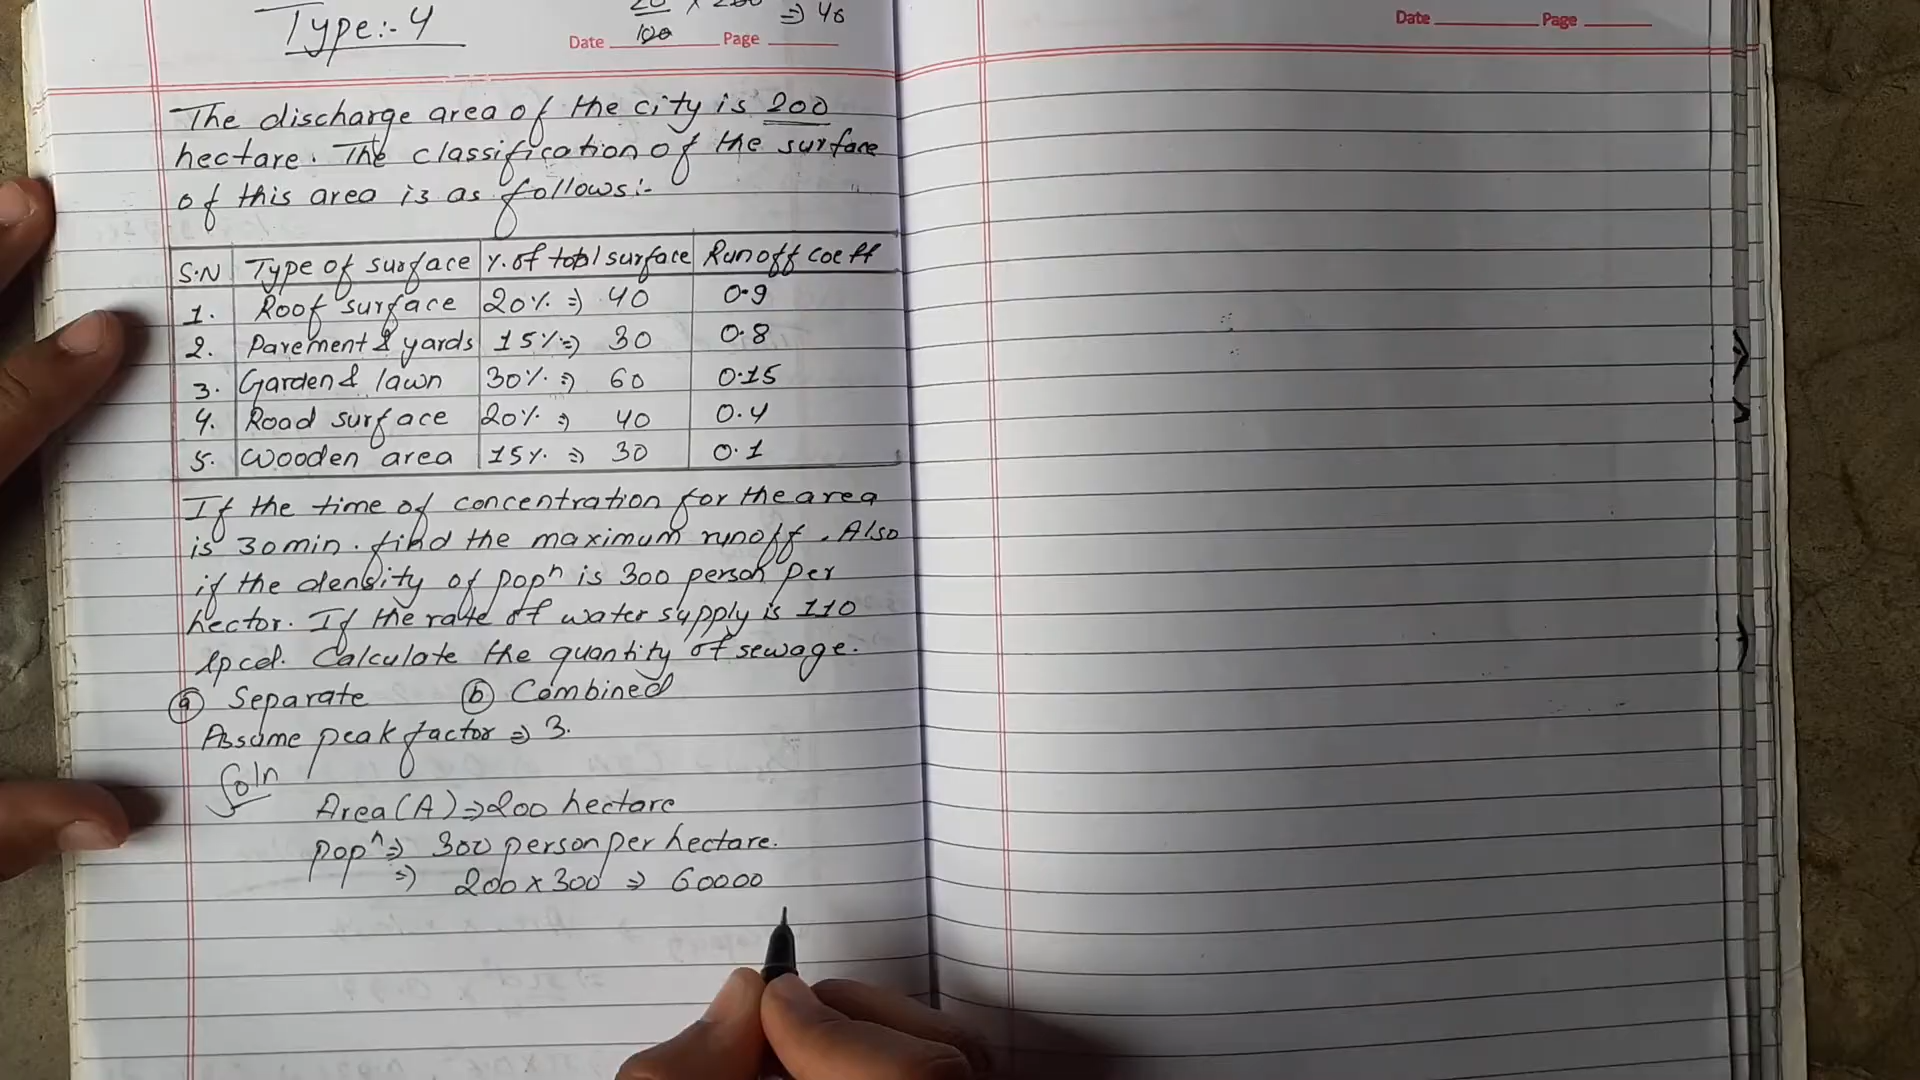 Type:- 4
20/100 × 200 ⇒ 40
Date Page
Date Page
The discharge area of the city is 200
hectare. The classification of the surface
of this area is as follows:-
S.N Type of surface %.of total surface Runoff coeff
1. Roof surface 20% ⇒ 40 0.9
2. Pavement & yards 15% ⇒ 30 0.8
3. Garden & lawn 30% ⇒ 60 0.15
4. Road surface 20% ⇒ 40 0.4
5. Wooden area 15% ⇒ 30 0.1
If the time of concentration for the area
is 30 min. find the maximum runoff. Also
if the density of popⁿ is 300 person per
hector. If the rate of water supply is 110
lpcd. Calculate the quantity of sewage.
(a) Separate (b) Combined
Assume peak factor ⇒ 3.
Soln
Area (A) ⇒ 200 hectare
popⁿ ⇒ 300 person per hectare.
⇒ 200 × 300 ⇒ 60000